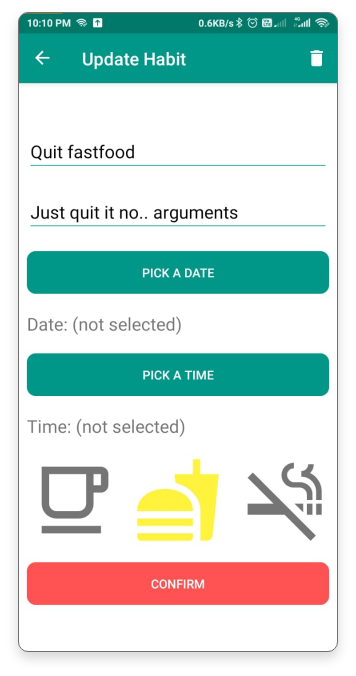 10:10 PM 0.6KB/s 4G
Update Habit
Quit fastfood
Just quit it no.. arguments
PICK A DATE
Date: (not selected)
PICK A TIME
Time: (not selected)
CONFIRM